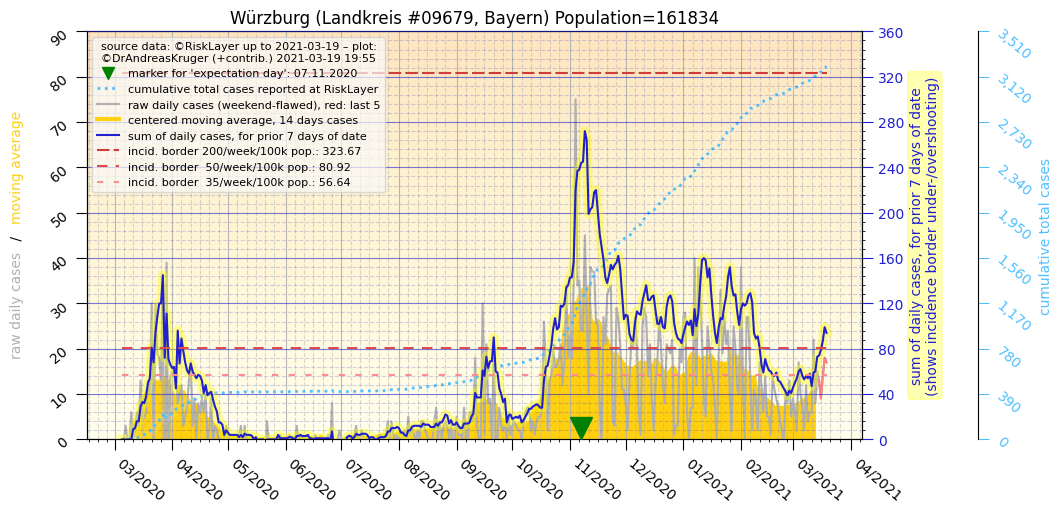 Würzburg (Landkreis #09679, Bayern) Population=161834
source data: ©RiskLayer up to 2021-03-19 – plot:
©DrAndreasKruger (+contrib.) 2021-03-19 19:55
marker for 'expectation day': 07.11.2020
cumulative total cases reported at RiskLayer
raw daily cases (weekend-flawed), red: last 5
centered moving average, 14 days cases
sum of daily cases, for prior 7 days of date
incid. border 200/week/100k pop.: 323.67
incid. border  50/week/100k pop.: 80.92
incid. border  35/week/100k pop.: 56.64
raw daily cases / moving average
90
80
70
60
50
40
30
20
10
0
03/2020
04/2020
05/2020
06/2020
07/2020
08/2020
09/2020
10/2020
11/2020
12/2020
01/2021
02/2021
03/2021
04/2021
360
320
280
240
200
160
120
80
40
0
sum of daily cases, for prior 7 days of date
(shows incidence border under-/overshooting)
3,510
3,120
2,730
2,340
1,950
1,560
1,170
780
390
0
cumulative total cases